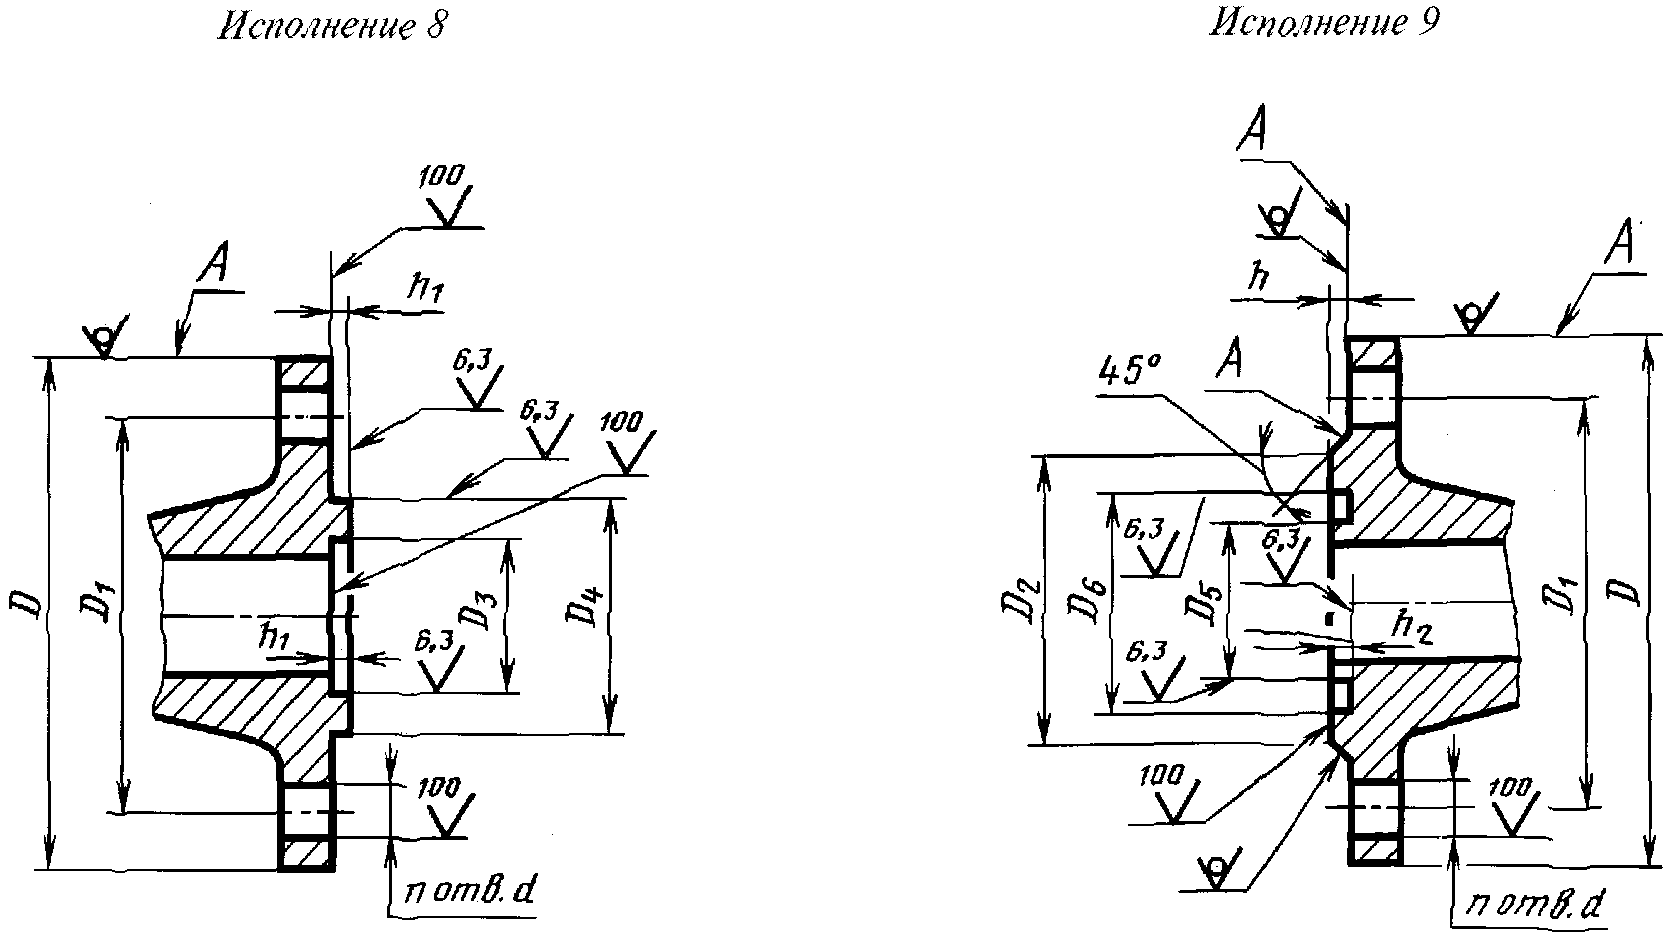 Исполнение 8
100
A
h₁
6,3
6,3
100
D
D₁
D₃
D₄
h₁
6,3
100
n отв. d
Исполнение 9
A
h
A
45°
A
6,3
6,3
D₂
D₆
D₅
h₂
D₁
D
6,3
100
100
n отв. d